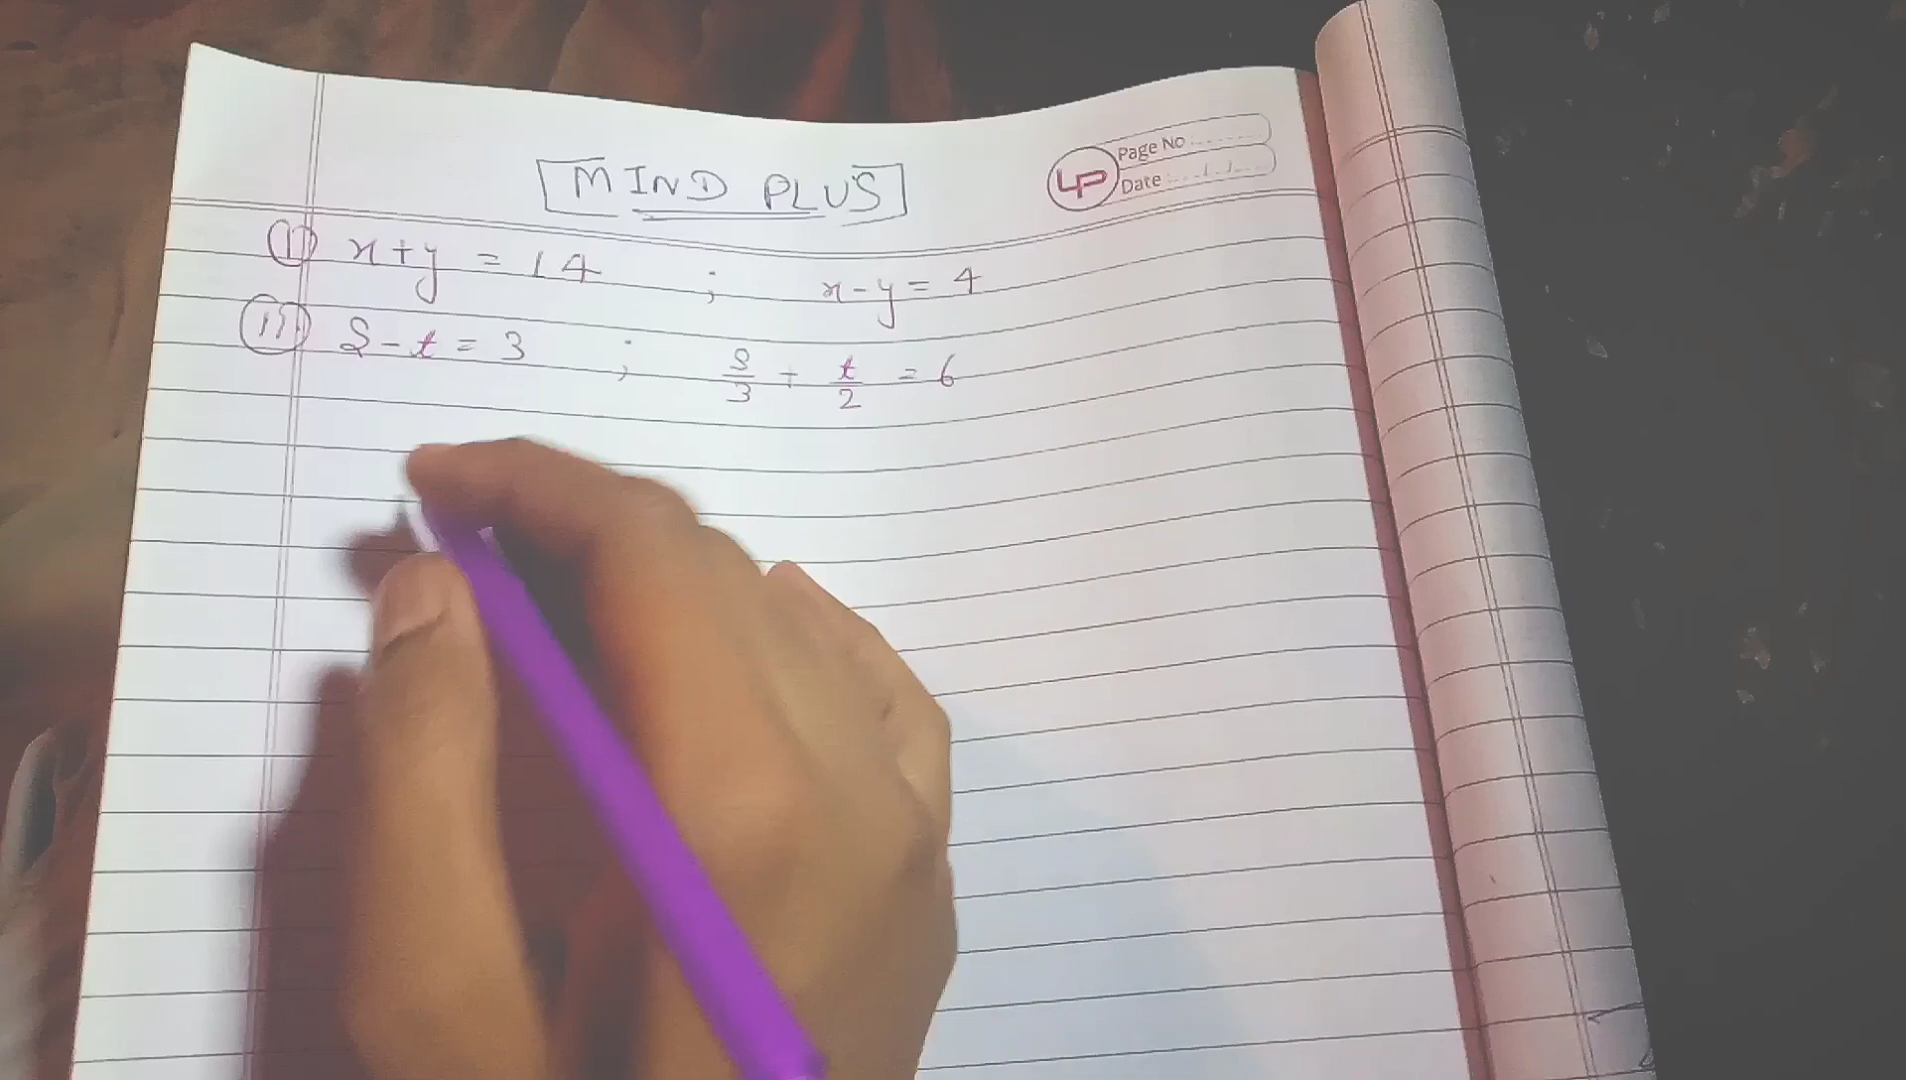 MIND PLUS
LP Page No ........
Date ..../..../....
(i) x+y = 14 ; x-y = 4
(ii) S-t = 3 ; S/3 + t/2 = 6